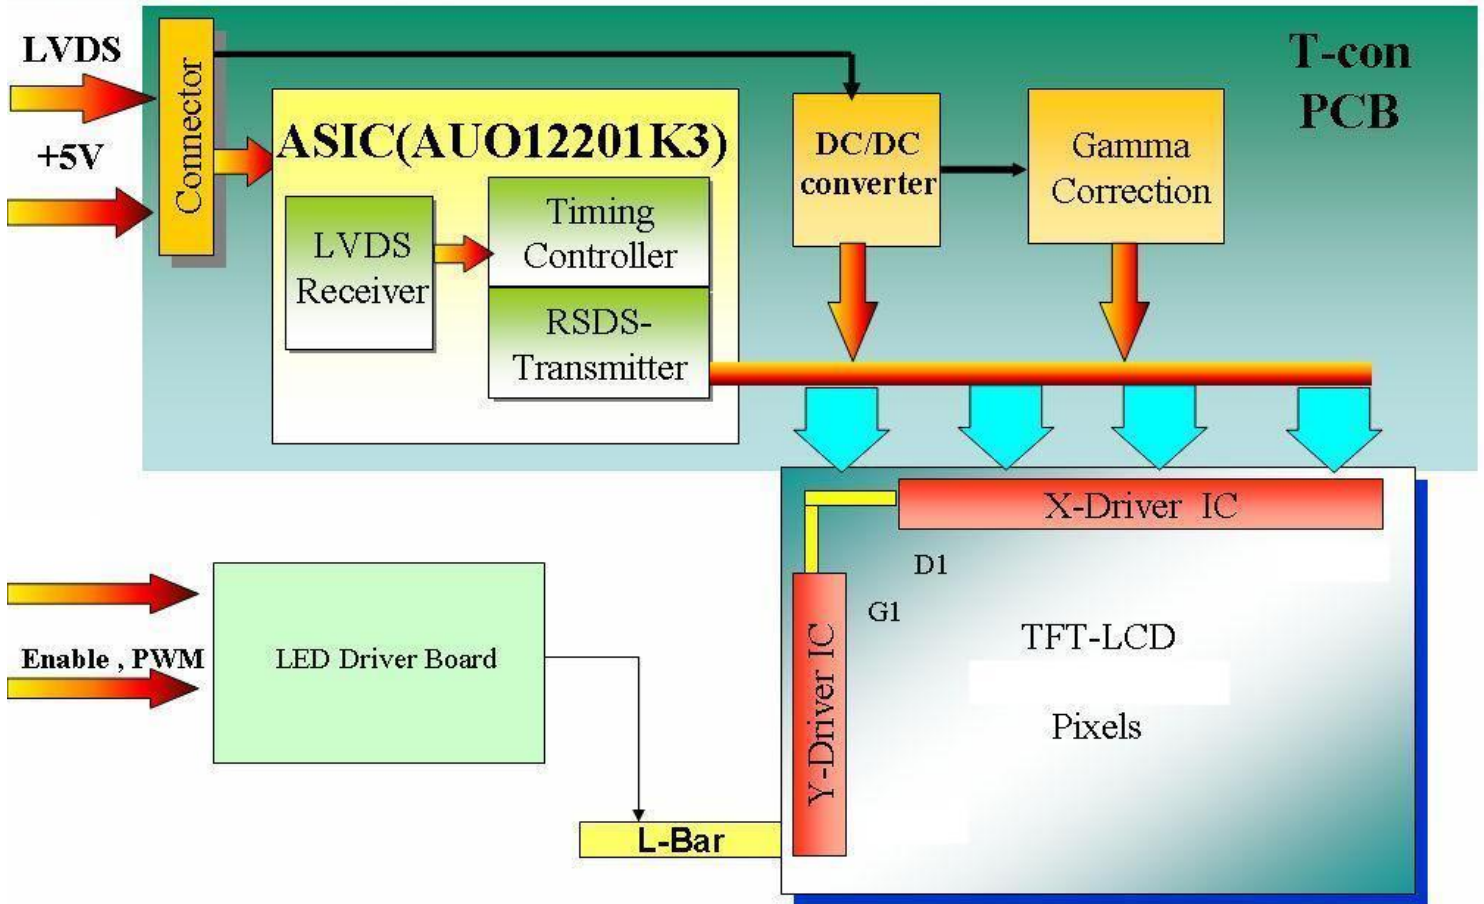 LVDS
+5V
Connector
T-con
PCB
ASIC(AUO12201K3)
LVDS
Receiver
Timing
Controller
RSDS-
Transmitter
DC/DC
converter
Gamma
Correction
X-Driver IC
D1
G1
Y-Driver IC
TFT-LCD
Pixels
Enable , PWM
LED Driver Board
L-Bar